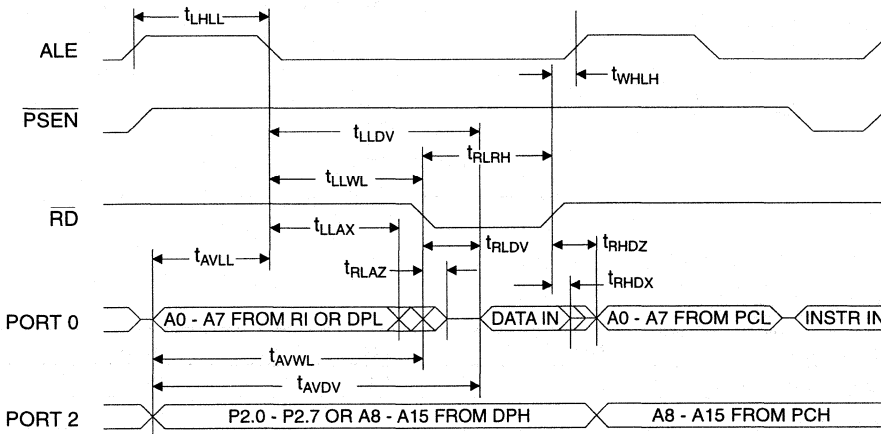 tLHLL
ALE
tWHLH
PSEN
tLLDV
tRLRH
tLLWL
RD
tLLAX
tRLDV
tRHDZ
tAVLL
tRLAZ
tRHDX
PORT 0
A0 - A7 FROM RI OR DPL
DATA IN
A0 - A7 FROM PCL
INSTR IN
tAVWL
tAVDV
PORT 2
P2.0 - P2.7 OR A8 - A15 FROM DPH
A8 - A15 FROM PCH